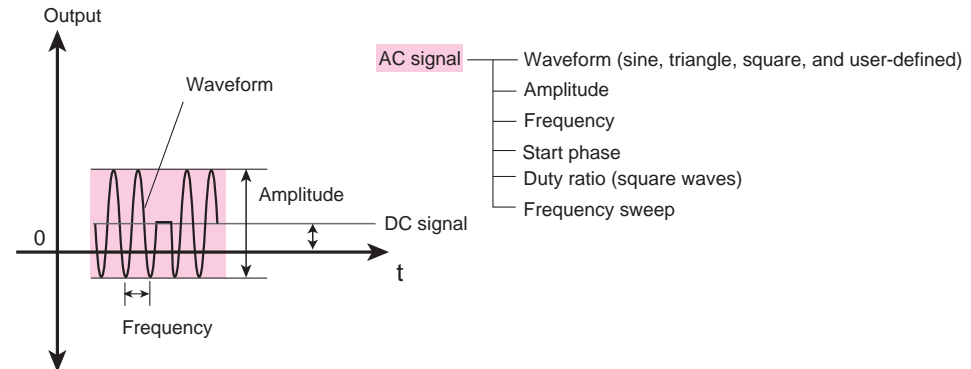 Output
AC signal
Waveform (sine, triangle, square, and user-defined)
Amplitude
Frequency
Start phase
Duty ratio (square waves)
Frequency sweep
Waveform
Amplitude
DC signal
0
t
Frequency